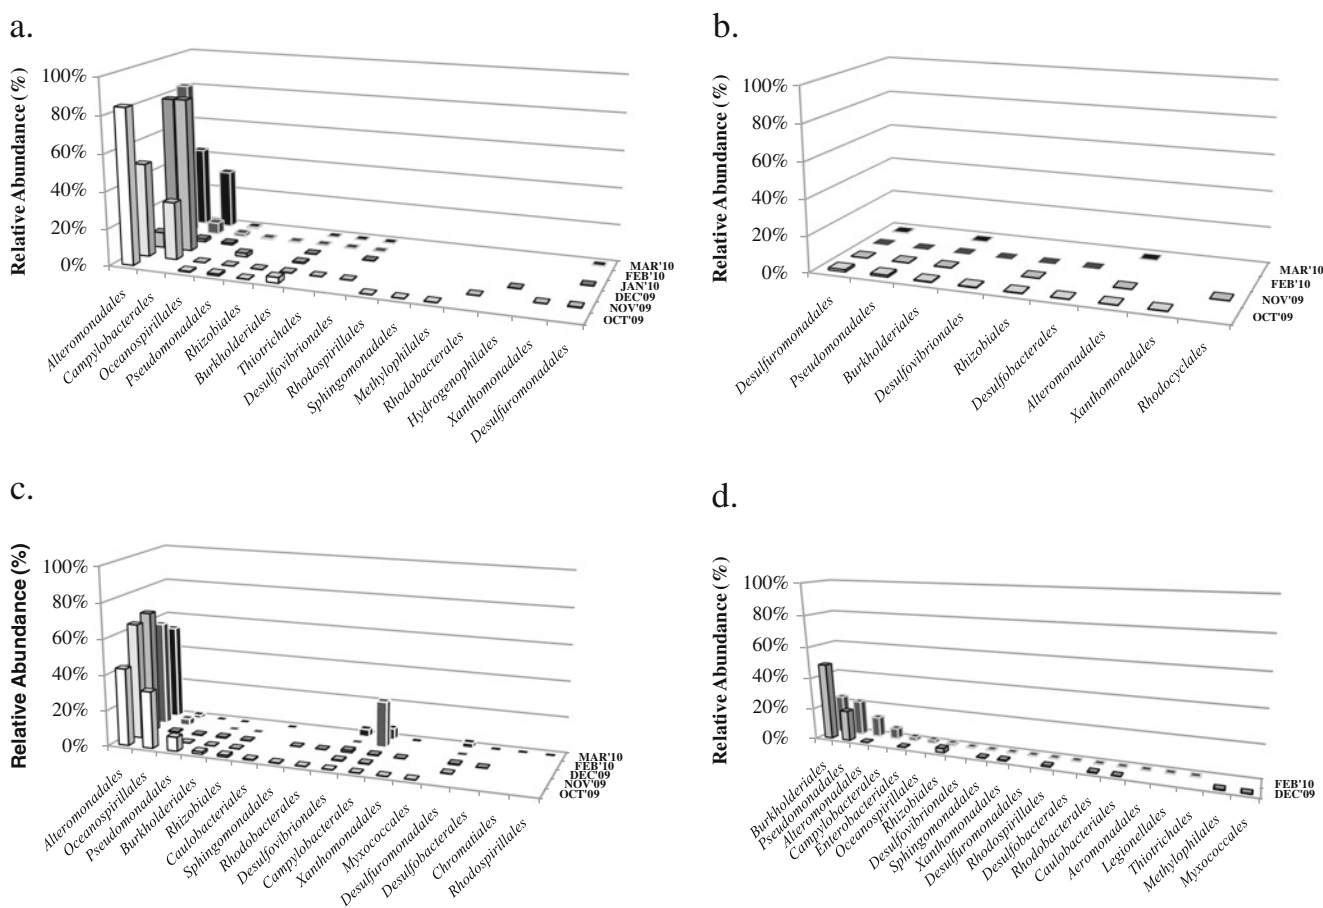 a.
Relative Abundance (%)
100%
80%
60%
40%
20%
0%
Alteromonadales
Campylobacterales
Oceanospirillales
Pseudomonadales
Rhizobiales
Burkholderiales
Thiotrichales
Desulfovibrionales
Rhodospirillales
Sphingomonadales
Methylophilales
Rhodobacterales
Hydrogenophilales
Xanthomonadales
Desulfuromonadales
MAR'10
FEB'10
JAN'10
DEC'09
NOV'09
OCT'09
b.
Relative Abundance (%)
100%
80%
60%
40%
20%
0%
Desulfuromonadales
Pseudomonadales
Burkholderiales
Desulfovibrionales
Rhizobiales
Desulfobacterales
Alteromonadales
Xanthomonadales
Rhodocyclales
MAR'10
FEB'10
NOV'09
OCT'09
c.
Relative Abundance (%)
100%
80%
60%
40%
20%
0%
Alteromonadales
Oceanospirillales
Pseudomonadales
Burkholderiales
Rhizobiales
Caulobacterales
Sphingomonadales
Rhodobacterales
Desulfovibrionales
Campylobacterales
Xanthomonadales
Myxococcales
Desulfuromonadales
Desulfobacterales
Chromatiales
Rhodospirillales
MAR'10
FEB'10
DEC'09
NOV'09
OCT'09
d.
Relative Abundance (%)
100%
80%
60%
40%
20%
0%
Burkholderiales
Pseudomonadales
Alteromonadales
Campylobacterales
Enterobacteriales
Oceanospirillales
Rhizobiales
Desulfovibrionales
Sphingomonadales
Xanthomonadales
Desulfuromonadales
Rhodospirillales
Desulfobacterales
Rhodobacterales
Caulobacterales
Aeromonadales
Legionellales
Thiotrichales
Methylophilales
Myxococcales
FEB'10
DEC'09